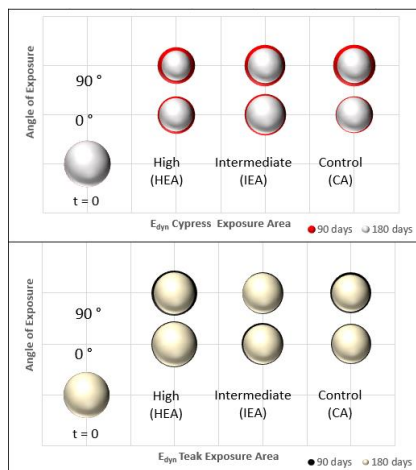 Angle of Exposure
90 °
0 °
t = 0
High
(HEA)
Intermediate
(IEA)
Control
(CA)
E_dyn Cypress Exposure Area
90 days
180 days
Angle of Exposure
90 °
0 °
t = 0
High
(HEA)
Intermediate
(IEA)
Control
(CA)
E_dyn Teak Exposure Area
90 days
180 days